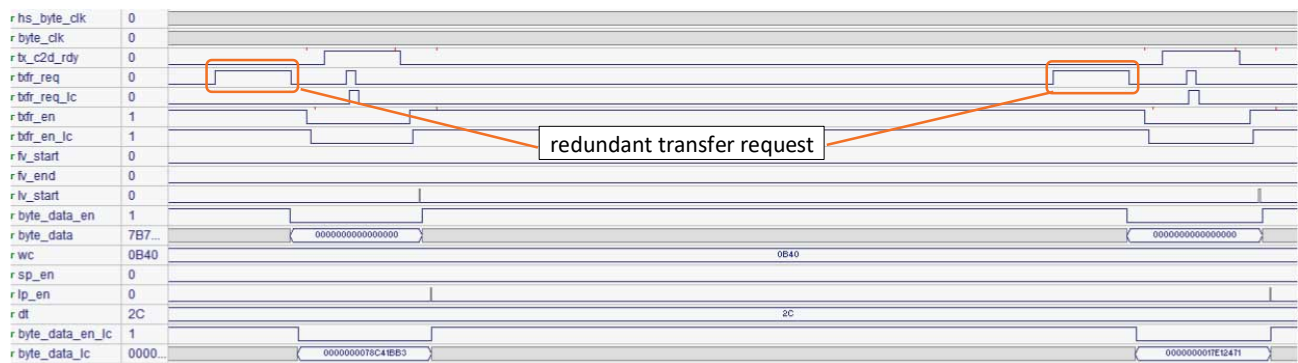 hs_byte_clk 0
byte_clk 0
tx_c2d_rdy 0
txfr_req 0
txfr_req_lc 0
txfr_en 1
txfr_en_lc 1
redundant transfer request
fv_start 0
fv_end 0
lv_start 0
byte_data_en 1
byte_data 7B7... 0000000000000000 0000000000000000
wc 0B40 0B40
sp_en 0
lp_en 0
dt 2C 2C
byte_data_en_lc 1
byte_data_lc 0000... 0000000078C41BB3 0000000017E12471